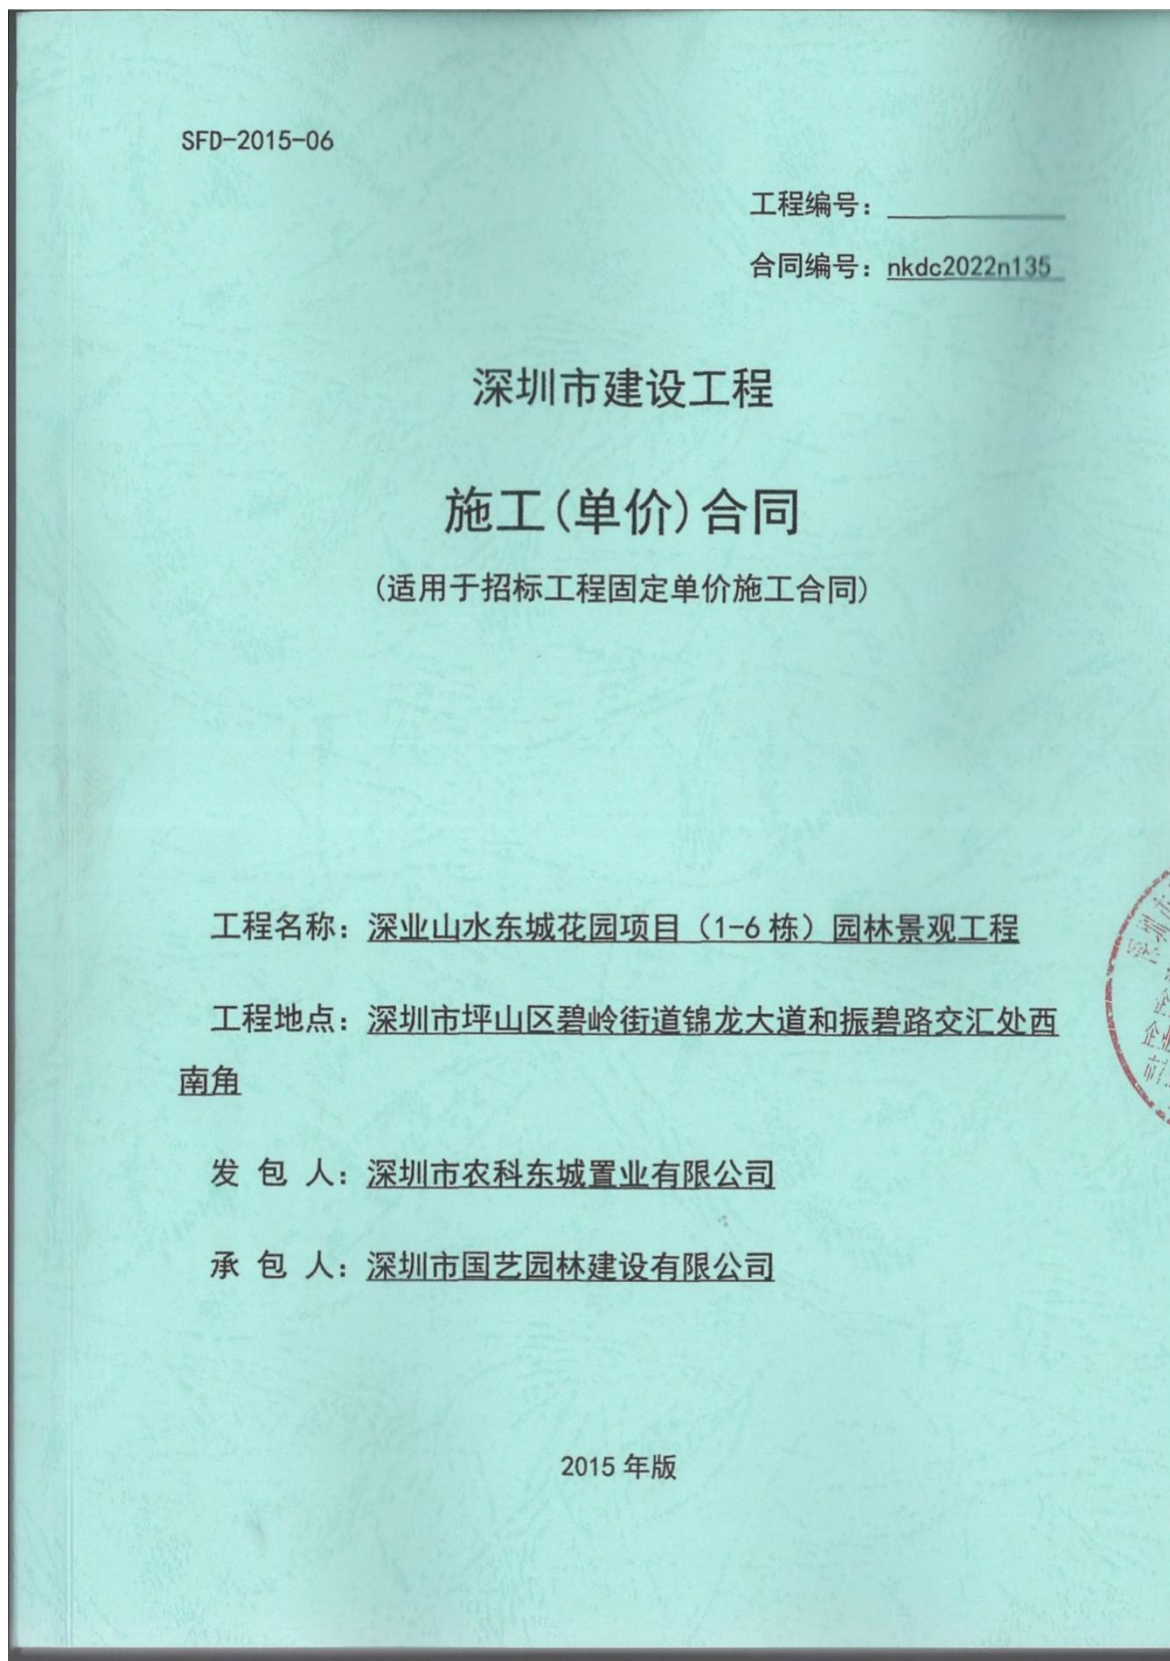 SFD-2015-06
工程编号：
合同编号：nkdc2022n135
深圳市建设工程
施工(单价)合同
(适用于招标工程固定单价施工合同)
工程名称：深业山水东城花园项目（1-6栋）园林景观工程
工程地点：深圳市坪山区碧岭街道锦龙大道和振碧路交汇处西
南角
发 包 人：深圳市农科东城置业有限公司
承 包 人：深圳市国艺园林建设有限公司
2015 年版